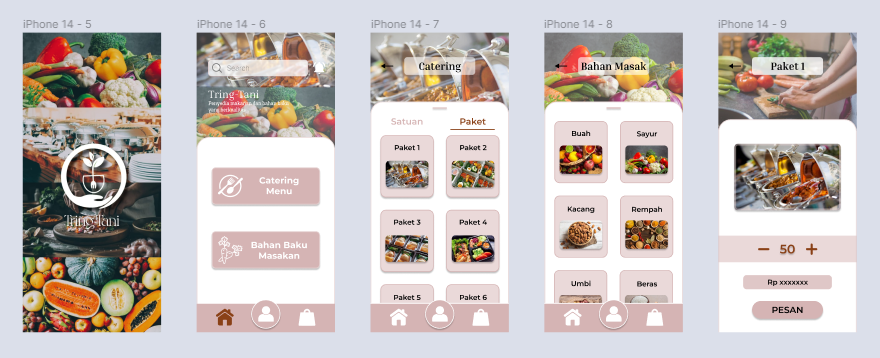 iPhone 14 - 5
Tring Tani
iPhone 14 - 6
Search
Tring Tani
Penyedia makanan dan bahan baku
yang berkualitas
Catering
Menu
Bahan Baku
Masakan
iPhone 14 - 7
Catering
Satuan
Paket
Paket 1
Paket 2
Paket 3
Paket 4
Paket 5
Paket 6
iPhone 14 - 8
Bahan Masak
Buah
Sayur
Kacang
Rempah
Umbi
Beras
iPhone 14 - 9
Paket 1
— 50 +
Rp xxxxxxx
PESAN